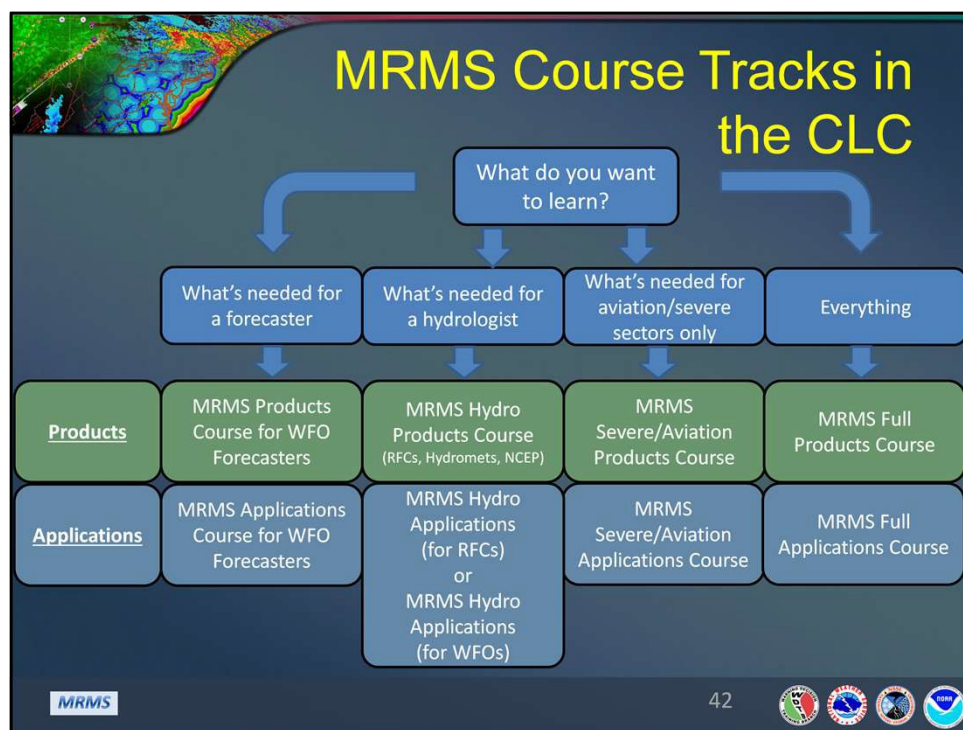 MRMS Course Tracks in
the CLC
What do you want
to learn?
What's needed for
a forecaster
What's needed for
a hydrologist
What's needed for
aviation/severe
sectors only
Everything
Products
MRMS Products
Course for WFO
Forecasters
MRMS Hydro
Products Course
(RFCs, Hydromets, NCEP)
MRMS
Severe/Aviation
Products Course
MRMS Full
Products Course
Applications
MRMS Applications
Course for WFO
Forecasters
MRMS Hydro
Applications
(for RFCs)
or
MRMS Hydro
Applications
(for WFOs)
MRMS
Severe/Aviation
Applications Course
MRMS Full
Applications Course
MRMS
42
NOAA